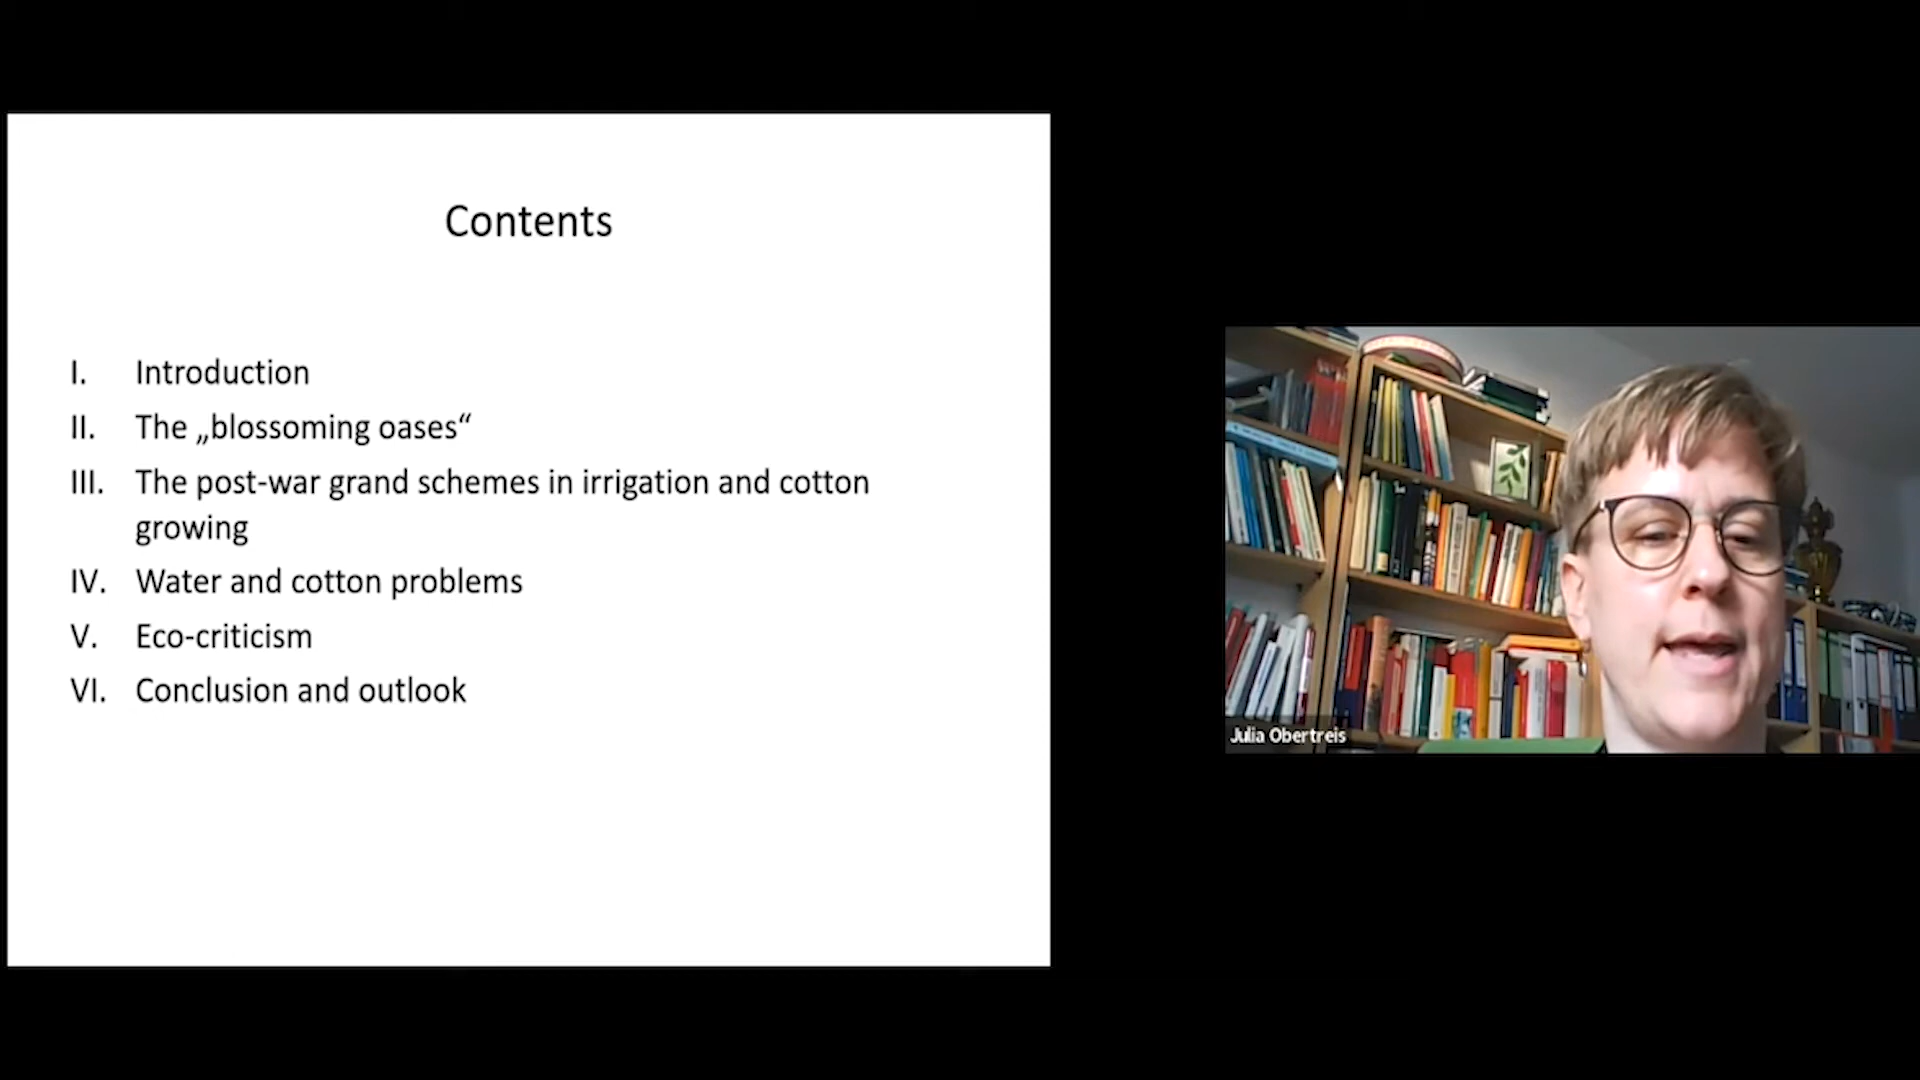 Contents
I. Introduction
II. The „blossoming oases“
III. The post-war grand schemes in irrigation and cotton
growing
IV. Water and cotton problems
V. Eco-criticism
VI. Conclusion and outlook
Julia Obertreis